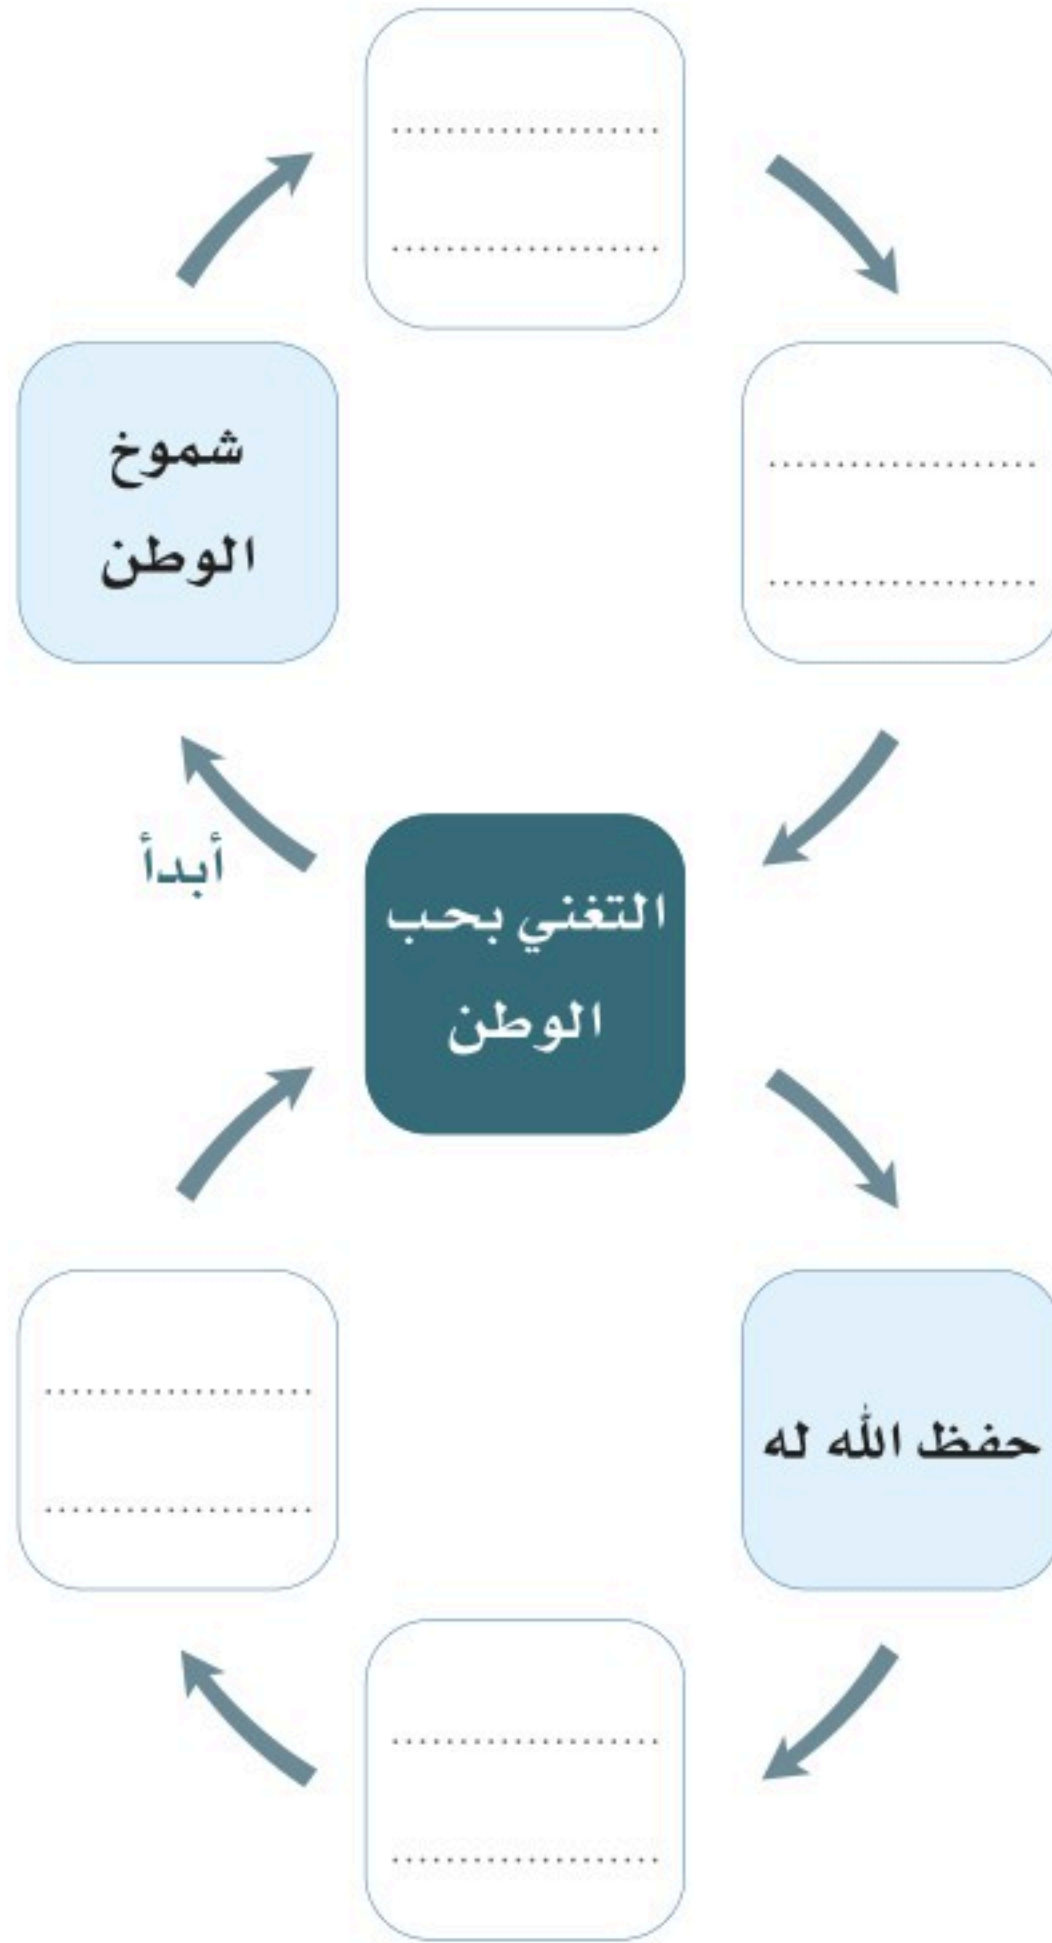 شموخ
الوطن
أبدأ
التغني بحب
الوطن
حفظ الله له